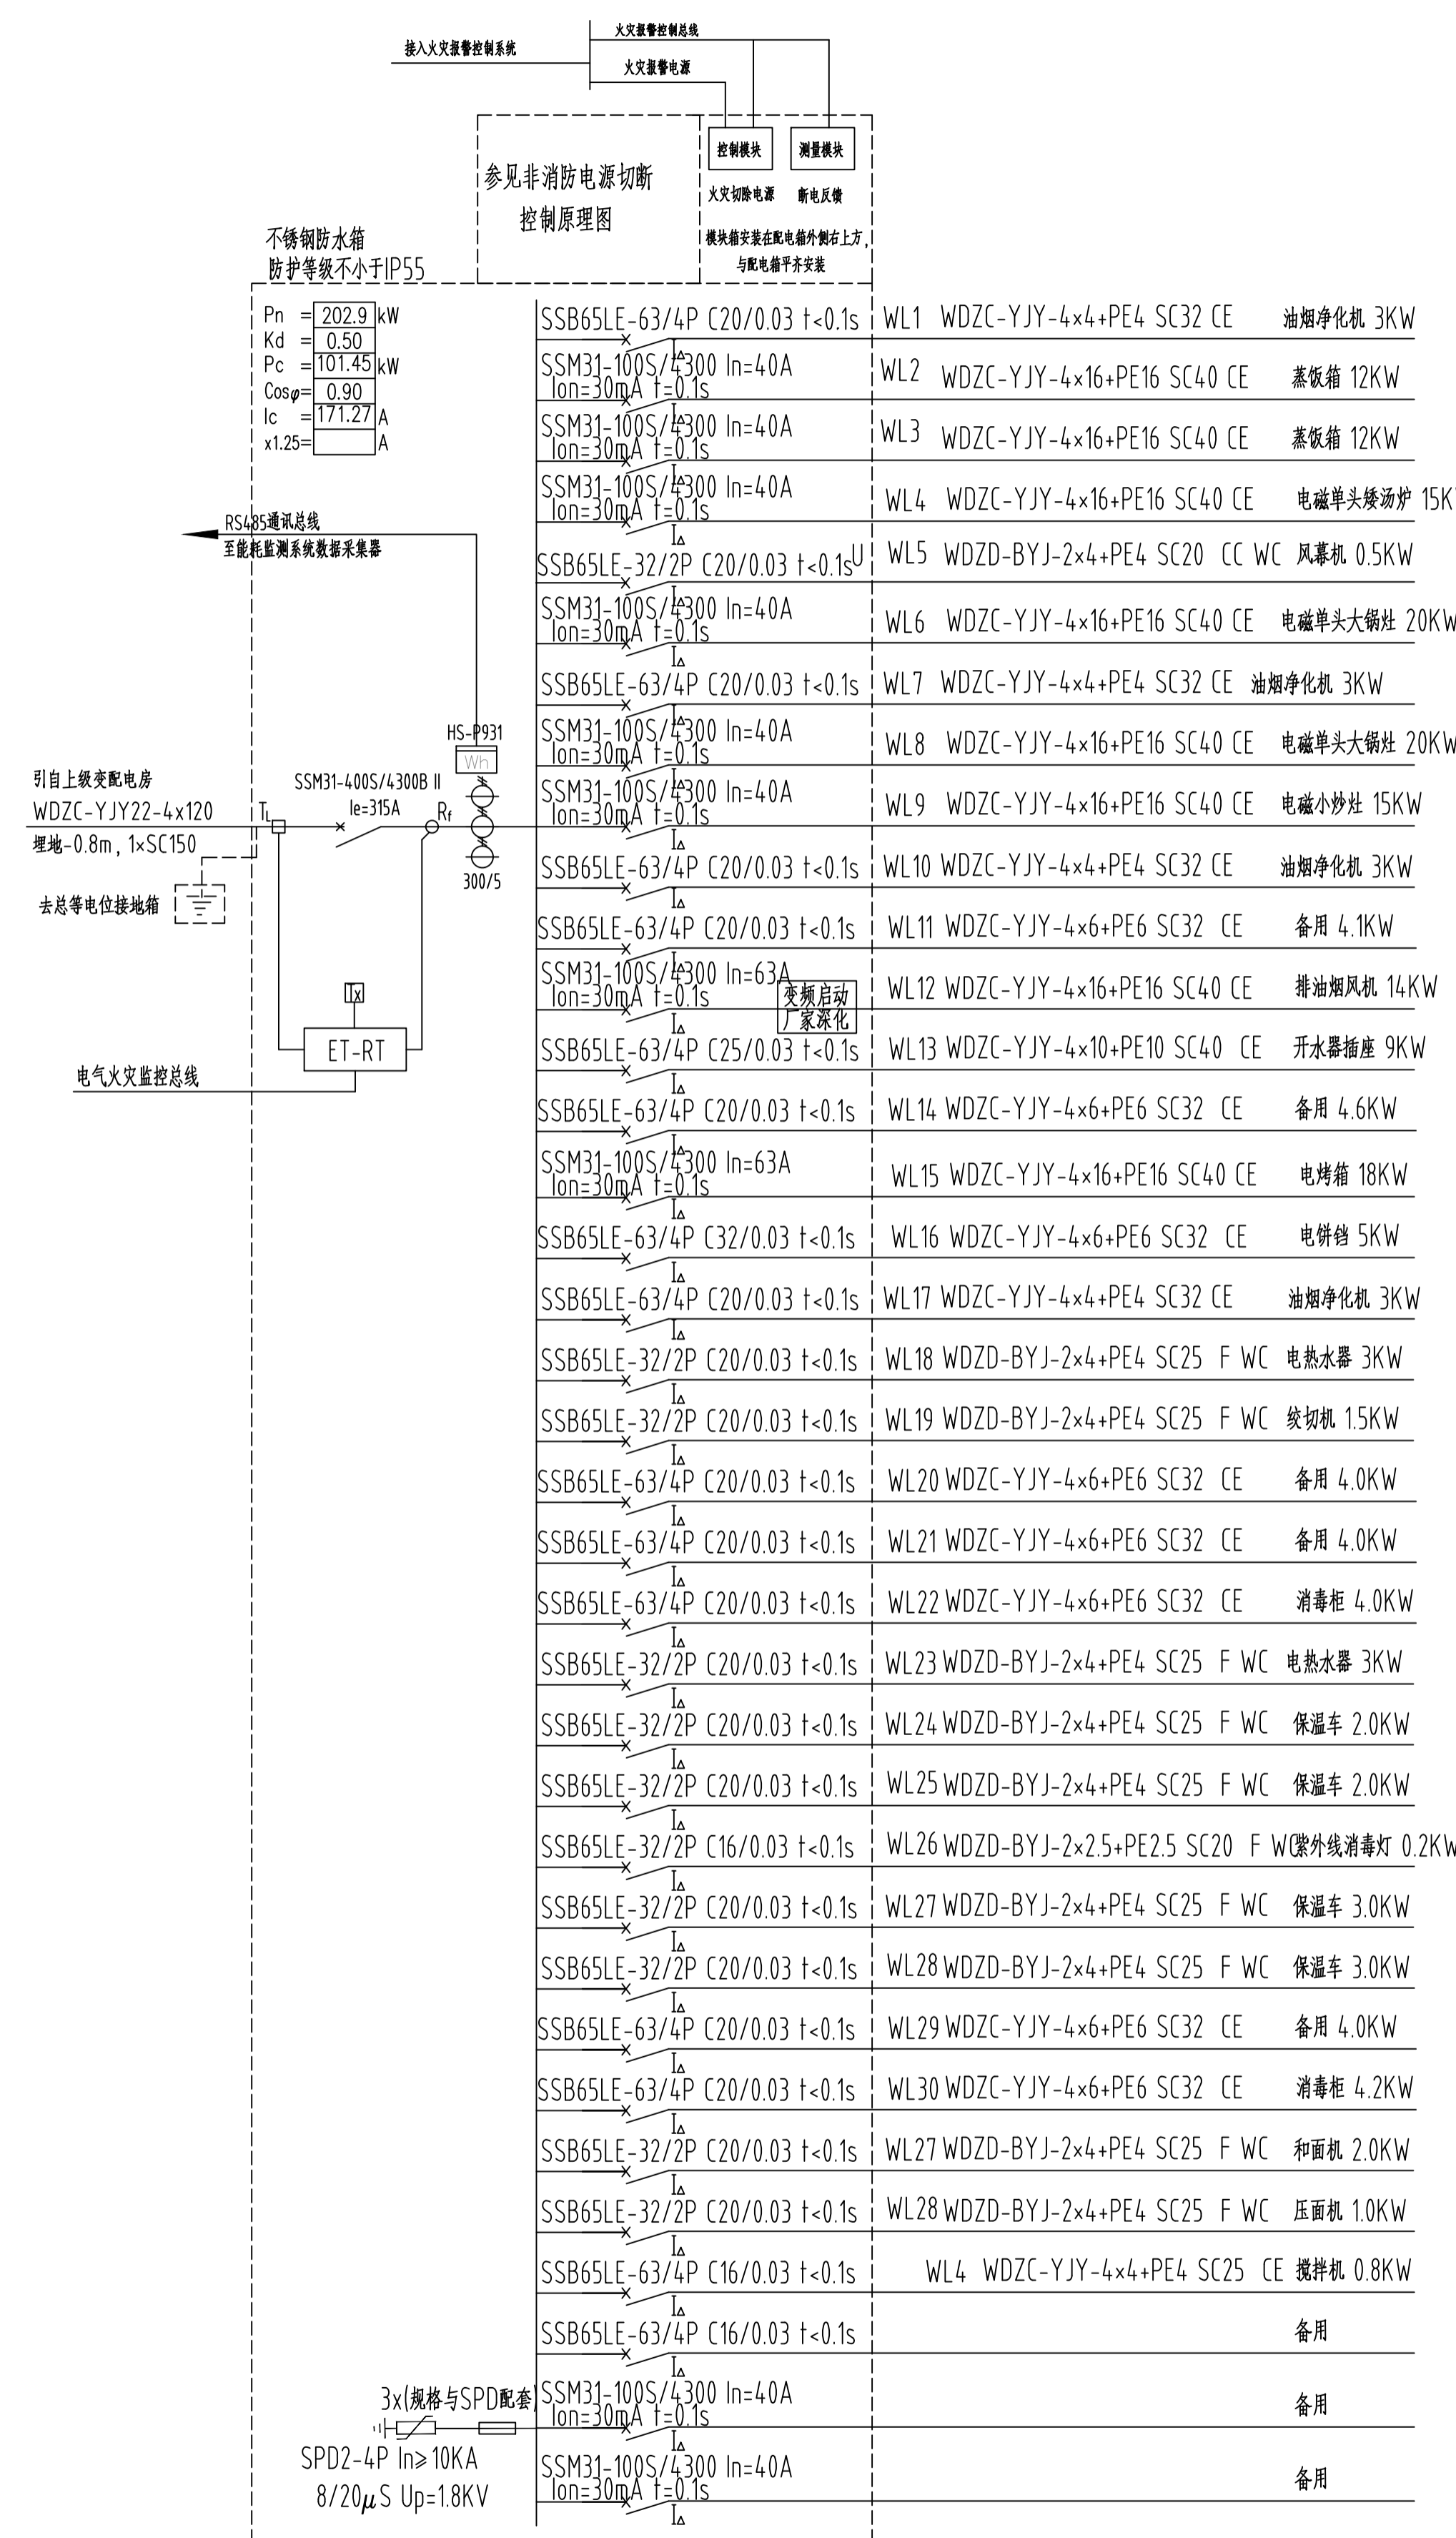 接入火灾报警控制系统
火灾报警控制总线
火灾报警电源
控制模块
测量模块
火灾切除电源
断电反馈
模块箱安装在配电箱外侧右上方，
与配电箱平齐安装
参见非消防电源切断
控制原理图
不锈钢防水箱
防护等级不小于IP55
Pn = 202.9 kW
Kd = 0.50
Pc = 101.45 kW
Cosφ= 0.90
Ic = 171.27 A
x1.25= A
RS485通讯总线
至能耗监测系统数据采集器
HS-P931
Wh
300/5
引自上级变配电房
WDZC-YJY22-4x120
埋地-0.8m, 1×SC150
去总等电位接地箱
TL
SSM31-400S/4300B II
Ie=315A
Rf
Tx
ET-RT
电气火灾监控总线
SSB65LE-63/4P C20/0.03 t<0.1s WL1 WDZC-YJY-4×4+PE4 SC32 CE 油烟净化机 3KW
I△
SSM31-100S/4300 In=40A
Ion=30mA t=0.1s WL2 WDZC-YJY-4×16+PE16 SC40 CE 蒸饭箱 12KW
I△
SSM31-100S/4300 In=40A
Ion=30mA t=0.1s WL3 WDZC-YJY-4×16+PE16 SC40 CE 蒸饭箱 12KW
I△
SSM31-100S/4300 In=40A
Ion=30mA t=0.1s WL4 WDZC-YJY-4×16+PE16 SC40 CE 电磁单头矮汤炉 15K
I△
SSB65LE-32/2P C20/0.03 t<0.1s U WL5 WDZD-BYJ-2×4+PE4 SC20 CC WC 风幕机 0.5KW
I△
SSM31-100S/4300 In=40A
Ion=30mA t=0.1s WL6 WDZC-YJY-4×16+PE16 SC40 CE 电磁单头大锅灶 20KW
I△
SSB65LE-63/4P C20/0.03 t<0.1s WL7 WDZC-YJY-4×4+PE4 SC32 CE 油烟净化机 3KW
I△
SSM31-100S/4300 In=40A
Ion=30mA t=0.1s WL8 WDZC-YJY-4×16+PE16 SC40 CE 电磁单头大锅灶 20KW
I△
SSM31-100S/4300 In=40A
Ion=30mA t=0.1s WL9 WDZC-YJY-4×16+PE16 SC40 CE 电磁小炒灶 15KW
I△
SSB65LE-63/4P C20/0.03 t<0.1s WL10 WDZC-YJY-4×4+PE4 SC32 CE 油烟净化机 3KW
I△
SSB65LE-63/4P C20/0.03 t<0.1s WL11 WDZC-YJY-4×6+PE6 SC32 CE 备用 4.1KW
I△
SSM31-100S/4300 In=63A
Ion=30mA t=0.1s 变频启动 WL12 WDZC-YJY-4×16+PE16 SC40 CE 排油烟风机 14KW
厂家深化
I△
SSB65LE-63/4P C25/0.03 t<0.1s WL13 WDZC-YJY-4×10+PE10 SC40 CE 开水器插座 9KW
I△
SSB65LE-63/4P C20/0.03 t<0.1s WL14 WDZC-YJY-4×6+PE6 SC32 CE 备用 4.6KW
I△
SSM31-100S/4300 In=63A
Ion=30mA t=0.1s WL15 WDZC-YJY-4×16+PE16 SC40 CE 电烤箱 18KW
I△
SSB65LE-63/4P C32/0.03 t<0.1s WL16 WDZC-YJY-4×6+PE6 SC32 CE 电饼铛 5KW
I△
SSB65LE-63/4P C20/0.03 t<0.1s WL17 WDZC-YJY-4×4+PE4 SC32 CE 油烟净化机 3KW
I△
SSB65LE-32/2P C20/0.03 t<0.1s WL18 WDZD-BYJ-2×4+PE4 SC25 F WC 电热水器 3KW
I△
SSB65LE-32/2P C20/0.03 t<0.1s WL19 WDZD-BYJ-2×4+PE4 SC25 F WC 绞切机 1.5KW
I△
SSB65LE-63/4P C20/0.03 t<0.1s WL20 WDZC-YJY-4×6+PE6 SC32 CE 备用 4.0KW
I△
SSB65LE-63/4P C20/0.03 t<0.1s WL21 WDZC-YJY-4×6+PE6 SC32 CE 备用 4.0KW
I△
SSB65LE-63/4P C20/0.03 t<0.1s WL22 WDZC-YJY-4×6+PE6 SC32 CE 消毒柜 4.0KW
I△
SSB65LE-32/2P C20/0.03 t<0.1s WL23 WDZD-BYJ-2×4+PE4 SC25 F WC 电热水器 3KW
I△
SSB65LE-32/2P C20/0.03 t<0.1s WL24 WDZD-BYJ-2×4+PE4 SC25 F WC 保温车 2.0KW
I△
SSB65LE-32/2P C20/0.03 t<0.1s WL25 WDZD-BYJ-2×4+PE4 SC25 F WC 保温车 2.0KW
I△
SSB65LE-32/2P C16/0.03 t<0.1s WL26 WDZD-BYJ-2×2.5+PE2.5 SC20 F WC 紫外线消毒灯 0.2KW
I△
SSB65LE-32/2P C20/0.03 t<0.1s WL27 WDZD-BYJ-2×4+PE4 SC25 F WC 保温车 3.0KW
I△
SSB65LE-32/2P C20/0.03 t<0.1s WL28 WDZD-BYJ-2×4+PE4 SC25 F WC 保温车 3.0KW
I△
SSB65LE-63/4P C20/0.03 t<0.1s WL29 WDZC-YJY-4×6+PE6 SC32 CE 备用 4.0KW
I△
SSB65LE-63/4P C20/0.03 t<0.1s WL30 WDZC-YJY-4×6+PE6 SC32 CE 消毒柜 4.2KW
I△
SSB65LE-32/2P C20/0.03 t<0.1s WL27 WDZD-BYJ-2×4+PE4 SC25 F WC 和面机 2.0KW
I△
SSB65LE-32/2P C20/0.03 t<0.1s WL28 WDZD-BYJ-2×4+PE4 SC25 F WC 压面机 1.0KW
I△
SSB65LE-63/4P C16/0.03 t<0.1s WL4 WDZC-YJY-4×4+PE4 SC25 CE 搅拌机 0.8KW
I△
SSB65LE-63/4P C16/0.03 t<0.1s 备用
I△
SSM31-100S/4300 In=40A
Ion=30mA t=0.1s 备用
I△
SSM31-100S/4300 In=40A
Ion=30mA t=0.1s 备用
I△
3x(规格与SPD配套)
SPD2-4P In≥10KA
8/20μS Up=1.8KV